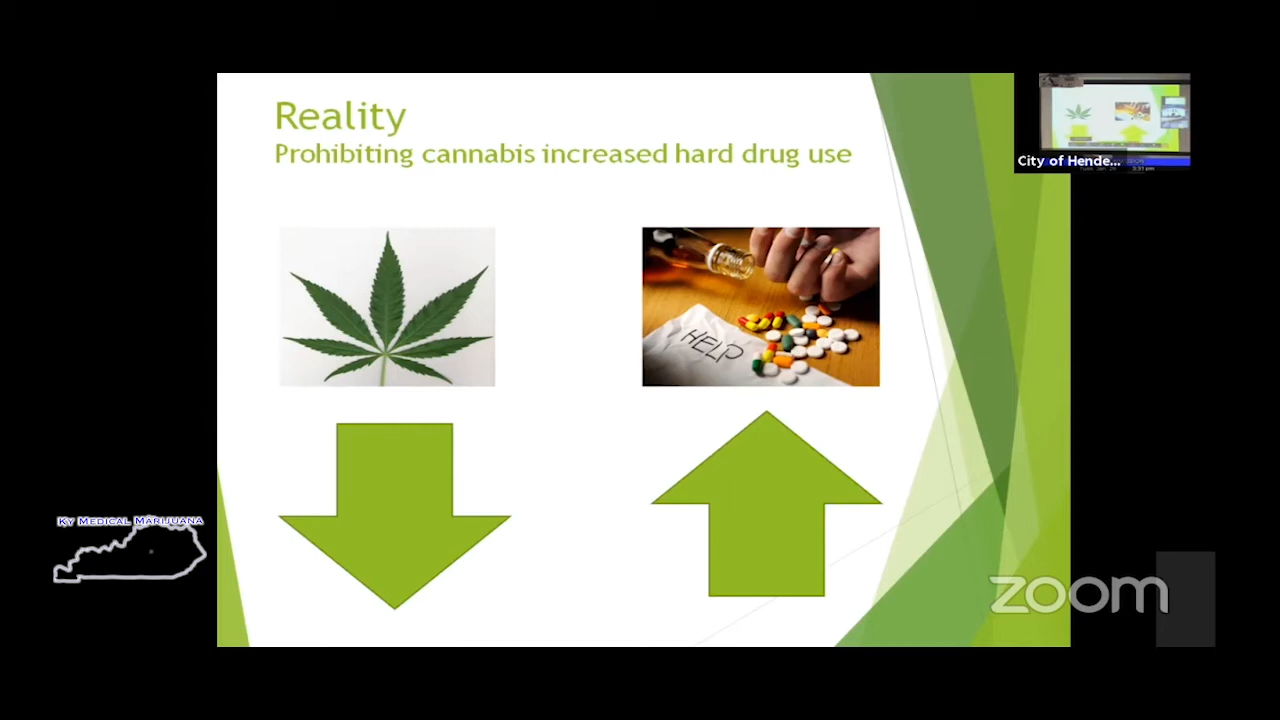 Reality
Prohibiting cannabis increased hard drug use
City of Hende...
HELP
KY MEDICAL MARIJUANA
zoom